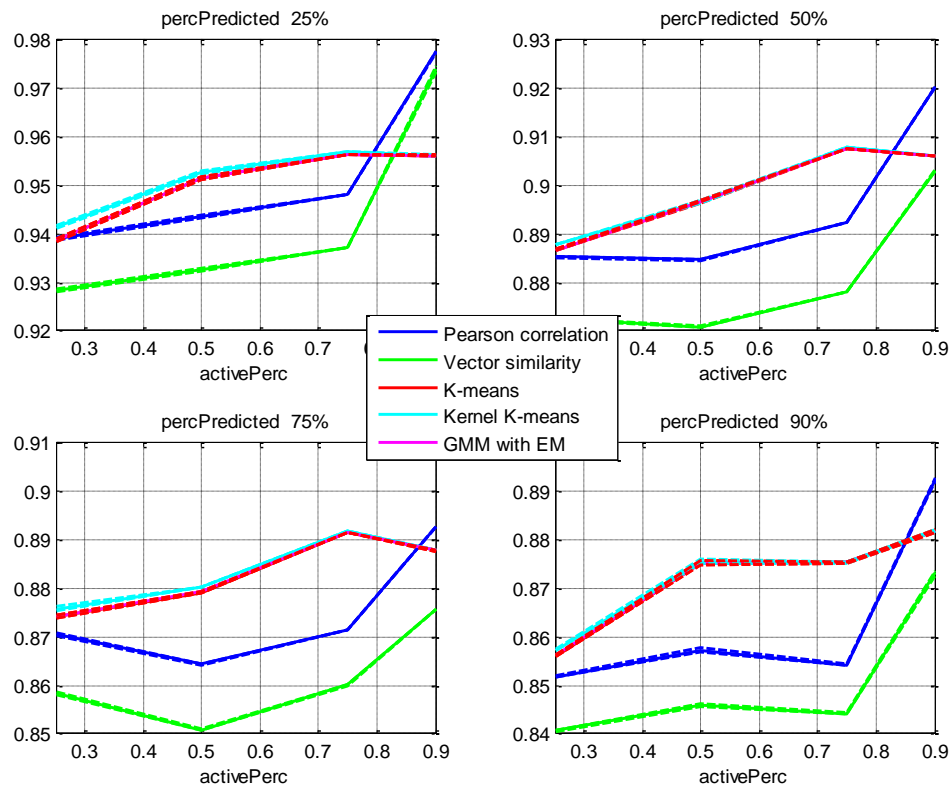 percPredicted 25%
0.98
0.97
0.96
0.95
0.94
0.93
0.92
0.3 0.4 0.5 0.6 0.7
activePerc
percPredicted 50%
0.93
0.92
0.91
0.9
0.89
0.88
0.3 0.4 0.5 0.6 0.7 0.8 0.9
activePerc
Pearson correlation
Vector similarity
K-means
Kernel K-means
GMM with EM
percPredicted 75%
0.91
0.9
0.89
0.88
0.87
0.86
0.85
0.3 0.4 0.5 0.6 0.7 0.8 0.9
activePerc
percPredicted 90%
0.89
0.88
0.87
0.86
0.85
0.84
0.3 0.4 0.5 0.6 0.7 0.8 0.9
activePerc